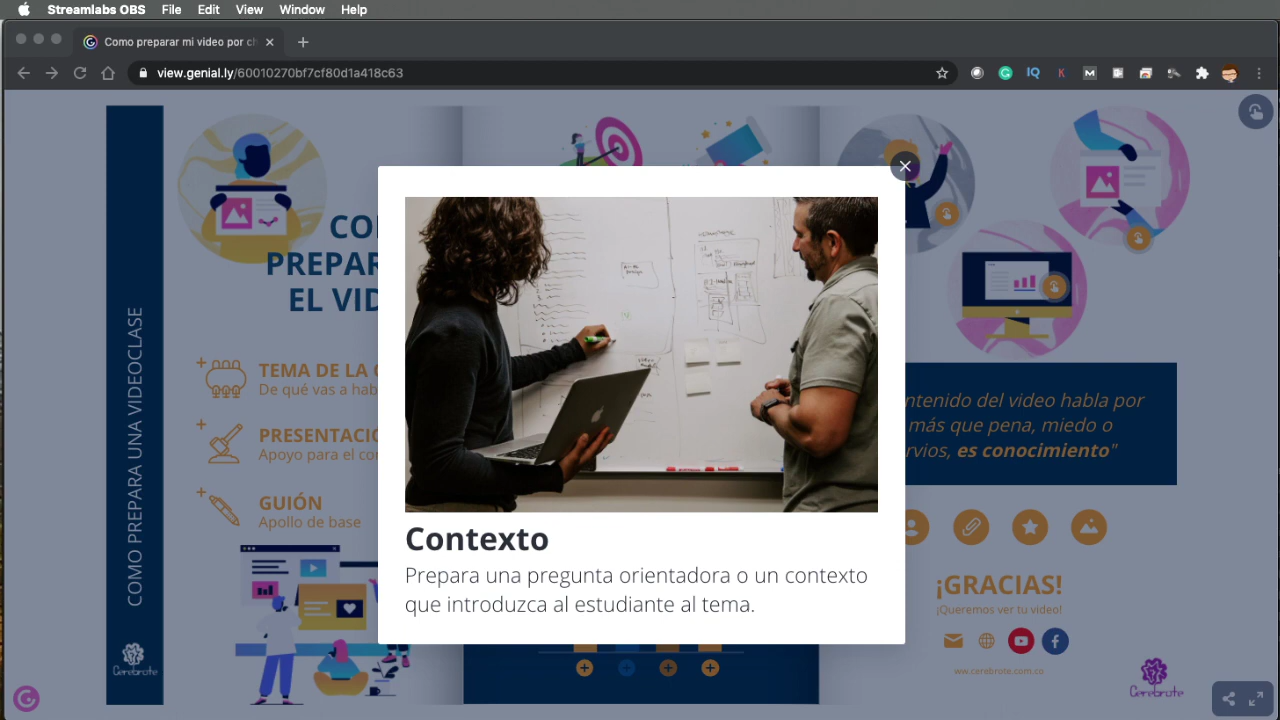 Streamlabs OBS File Edit View Window Help
Como preparar mi video por cl
view.genial.ly/60010270bf7cf80d1a418c63
IQ
K
M
COMO PREPARA UNA VIDEOCLASE
Cerebrote
PREPAR
EL VID
TEMA DE LA
De qué vas a hab
PRESENTACIO
Apoyo para el co
GUIÓN
Apollo de base
Contexto
Prepara una pregunta orientadora o un contexto
que introduzca al estudiante al tema.
ntenido del video habla por
más que pena, miedo o
rvios, es conocimiento"
¡GRACIAS!
¡Queremos ver tu video!
www.cerebrote.com.co
Cerebrote